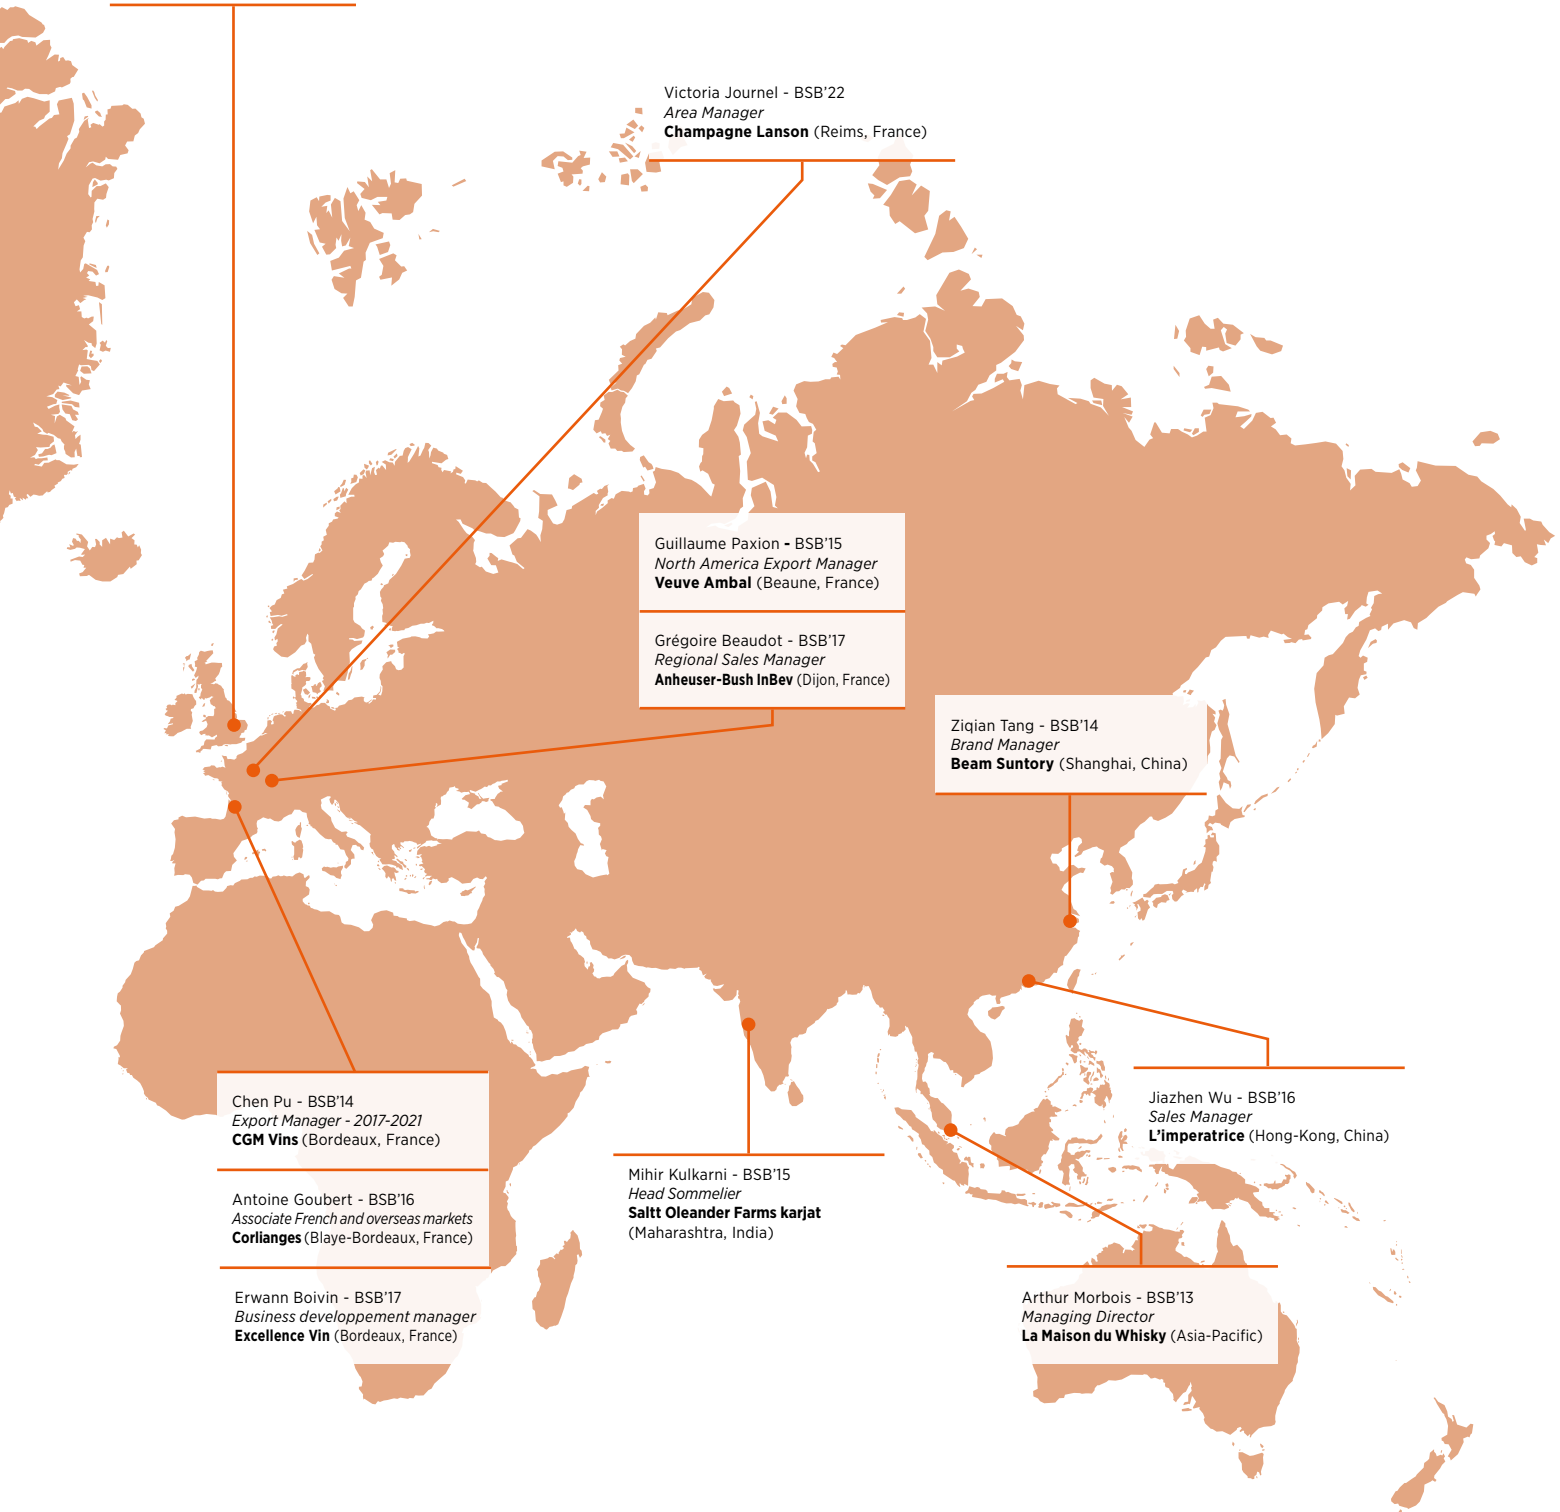 Victoria Journel - BSB'22
Area Manager
Champagne Lanson (Reims, France)
Guillaume Paxion - BSB'15
North America Export Manager
Veuve Ambal (Beaune, France)
Grégoire Beaudot - BSB'17
Regional Sales Manager
Anheuser-Bush InBev (Dijon, France)
Ziqian Tang - BSB'14
Brand Manager
Beam Suntory (Shanghai, China)
Chen Pu - BSB'14
Export Manager - 2017-2021
CGM Vins (Bordeaux, France)
Antoine Goubert - BSB'16
Associate French and overseas markets
Corlianges (Blaye-Bordeaux, France)
Erwann Boivin - BSB'17
Business developpement manager
Excellence Vin (Bordeaux, France)
Mihir Kulkarni - BSB'15
Head Sommelier
Saltt Oleander Farms karjat
(Maharashtra, India)
Jiazhen Wu - BSB'16
Sales Manager
L'imperatrice (Hong-Kong, China)
Arthur Morbois - BSB'13
Managing Director
La Maison du Whisky (Asia-Pacific)